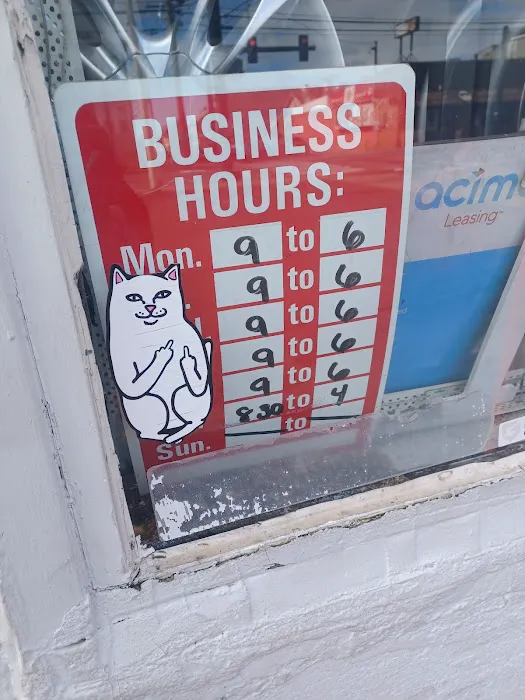 BUSINESS
HOURS:
Mon. 9 to 6
9 to 6
9 to 6
9 to 6
9 to 6
8 30 to 4
Sun. to
acim
Leasing